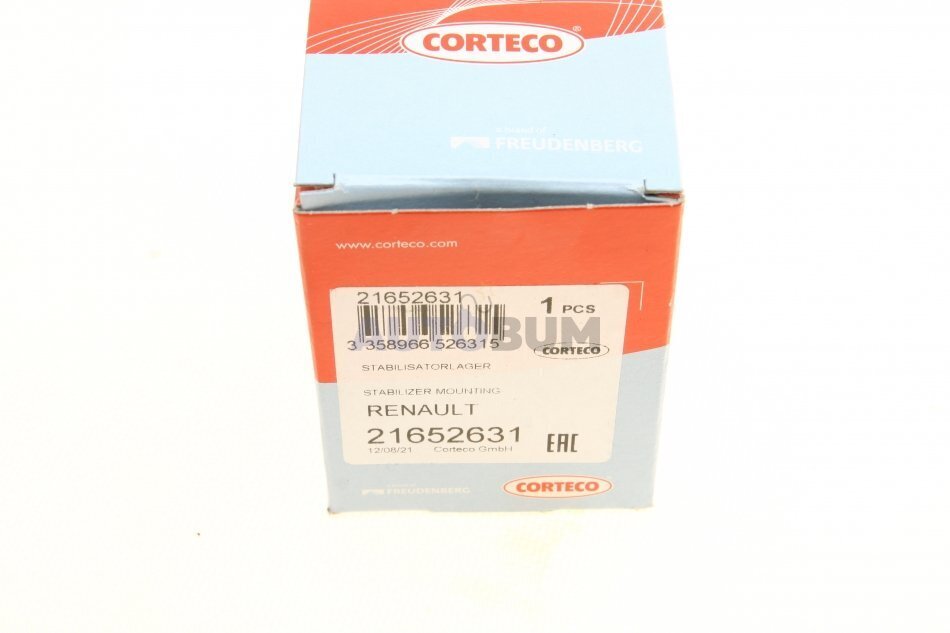 CORTECO®
a brand of
FREUDENBERG
www.corteco.com
21652631
1 PCS
AUTOBUM
3 358966 526315
CORTECO
STABILISATORLAGER
STABILIZER MOUNTING
RENAULT
21652631
EAC
12/08/21 Corteco GmbH
FREUDENBERG
CORTECO